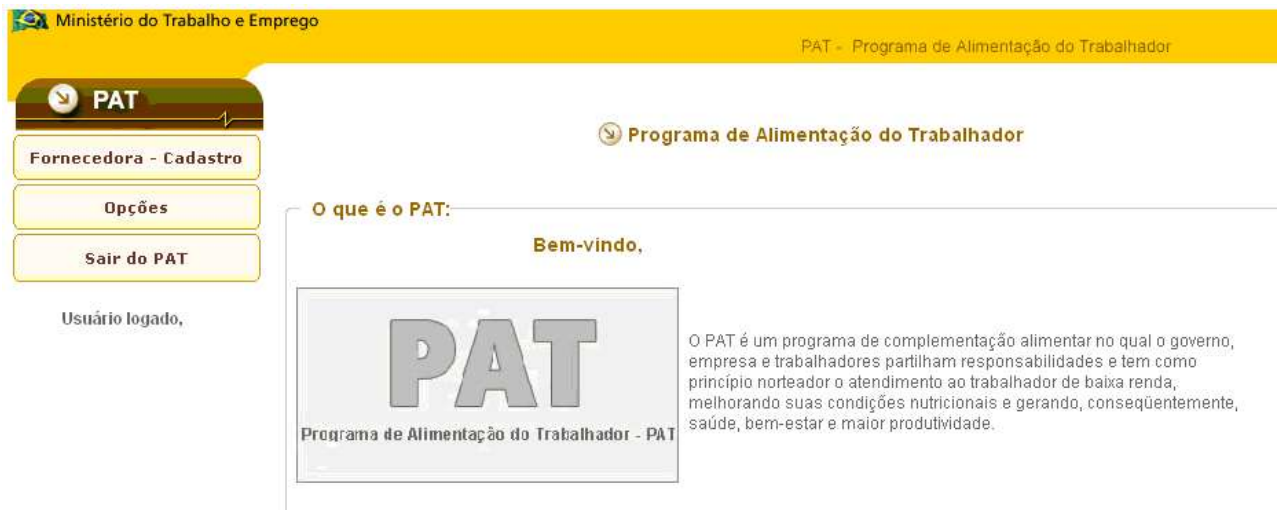 Ministério do Trabalho e Emprego
PAT - Programa de Alimentação do Trabalhador
PAT
Fornecedora - Cadastro
Opções
Sair do PAT
Usuário logado,
Programa de Alimentação do Trabalhador
O que é o PAT:
Bem-vindo,
PAT
Programa de Alimentação do Trabalhador - PAT
O PAT é um programa de complementação alimentar no qual o governo,
empresa e trabalhadores partilham responsabilidades e tem como
princípio norteador o atendimento ao trabalhador de baixa renda,
melhorando suas condições nutricionais e gerando, conseqüentemente,
saúde, bem-estar e maior produtividade.